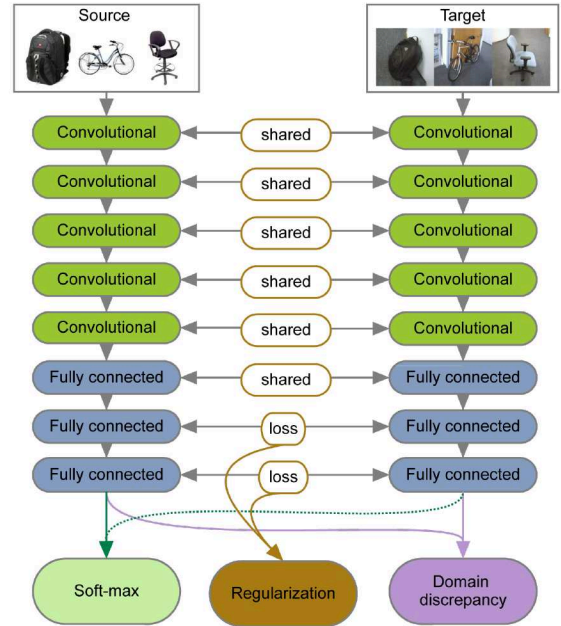 Source
Target
Convolutional shared Convolutional
Convolutional shared Convolutional
Convolutional shared Convolutional
Convolutional shared Convolutional
Convolutional shared Convolutional
Fully connected shared Fully connected
Fully connected loss Fully connected
Fully connected loss Fully connected
Soft-max
Regularization
Domain
discrepancy